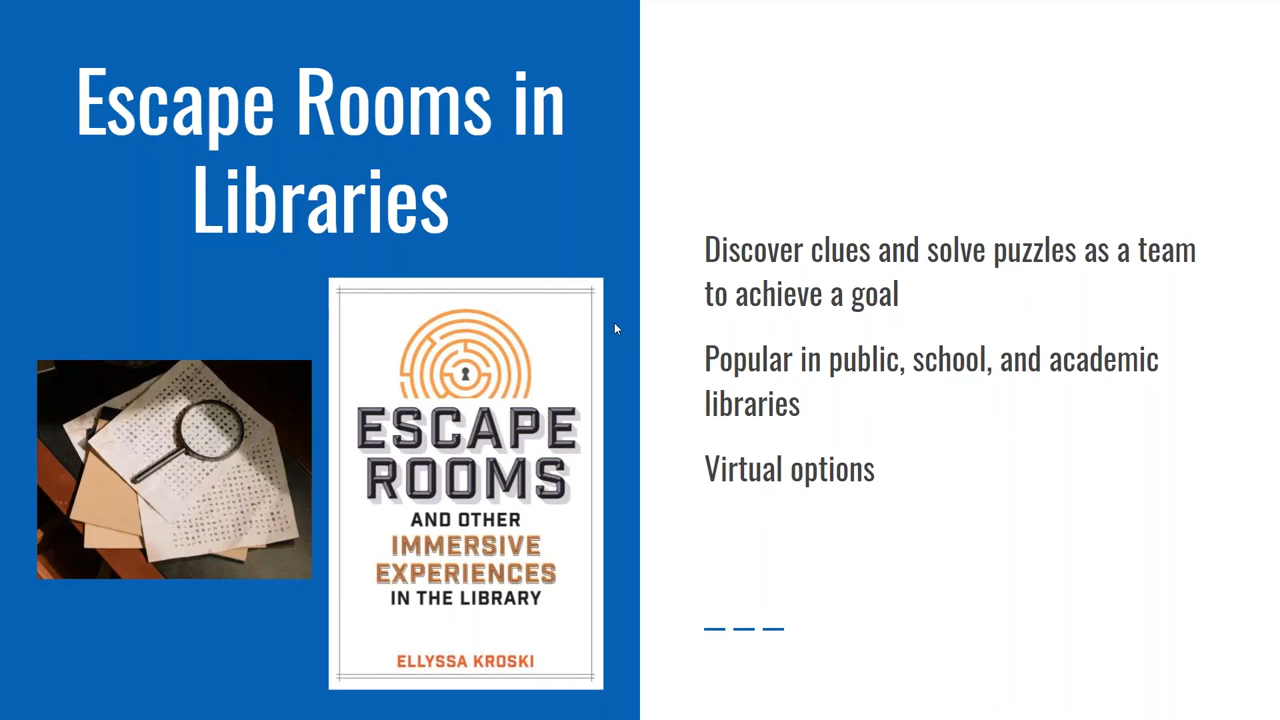 Escape Rooms in
Libraries
ESCAPE
ROOMS
AND OTHER
IMMERSIVE
EXPERIENCES
IN THE LIBRARY
ELLYSSA KROSKI
Discover clues and solve puzzles as a team
to achieve a goal
Popular in public, school, and academic
libraries
Virtual options